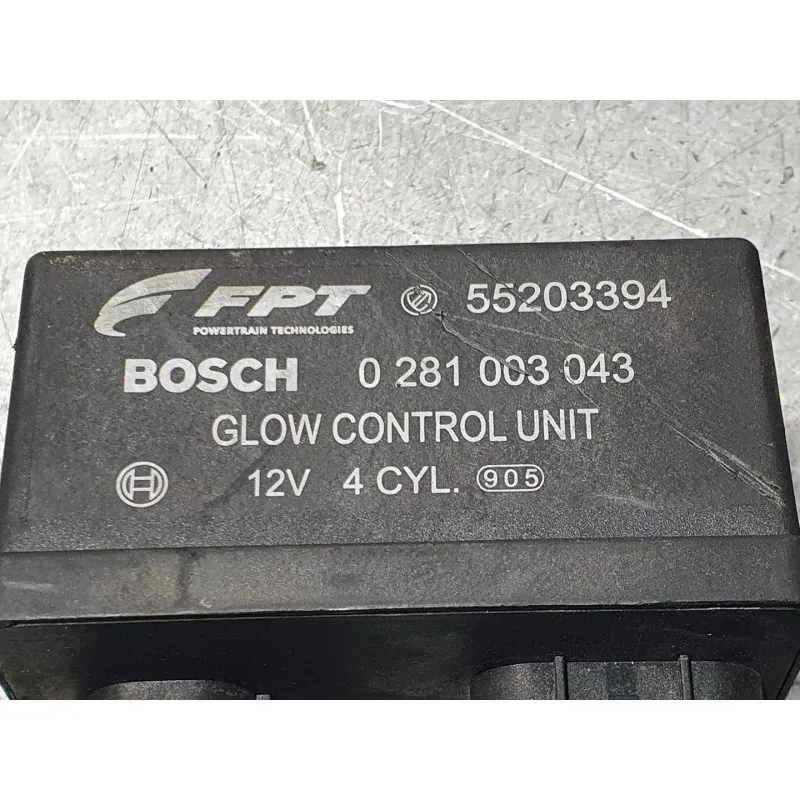 FPT 55203394
POWERTRAIN TECHNOLOGIES
BOSCH 0 281 003 043
GLOW CONTROL UNIT
12V 4 CYL. 905